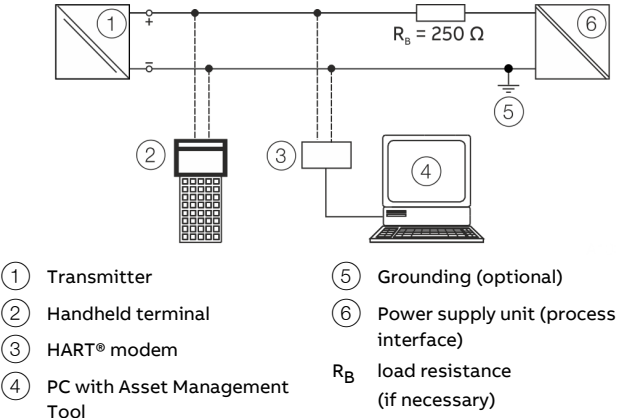 1
+
R_B = 250 Ω
6
–
5
2
3
4
1 Transmitter
2 Handheld terminal
3 HART® modem
4 PC with Asset Management
Tool
5 Grounding (optional)
6 Power supply unit (process
interface)
R_B load resistance
(if necessary)